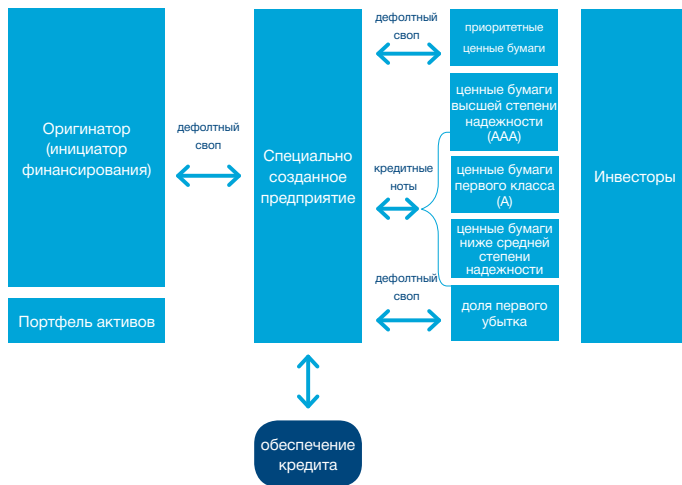 Оригинатор
(инициатор
финансирования)
Портфель активов
дефолтный
своп
Специально
созданное
предприятие
обеспечение
кредита
дефолтный
своп
кредитные
ноты
дефолтный
своп
приоритетные
ценные бумаги
ценные бумаги
высшей степени
надежности
(AAA)
ценные бумаги
первого класса
(A)
ценные бумаги
ниже средней
степени
надежности
доля первого
убытка
Инвесторы